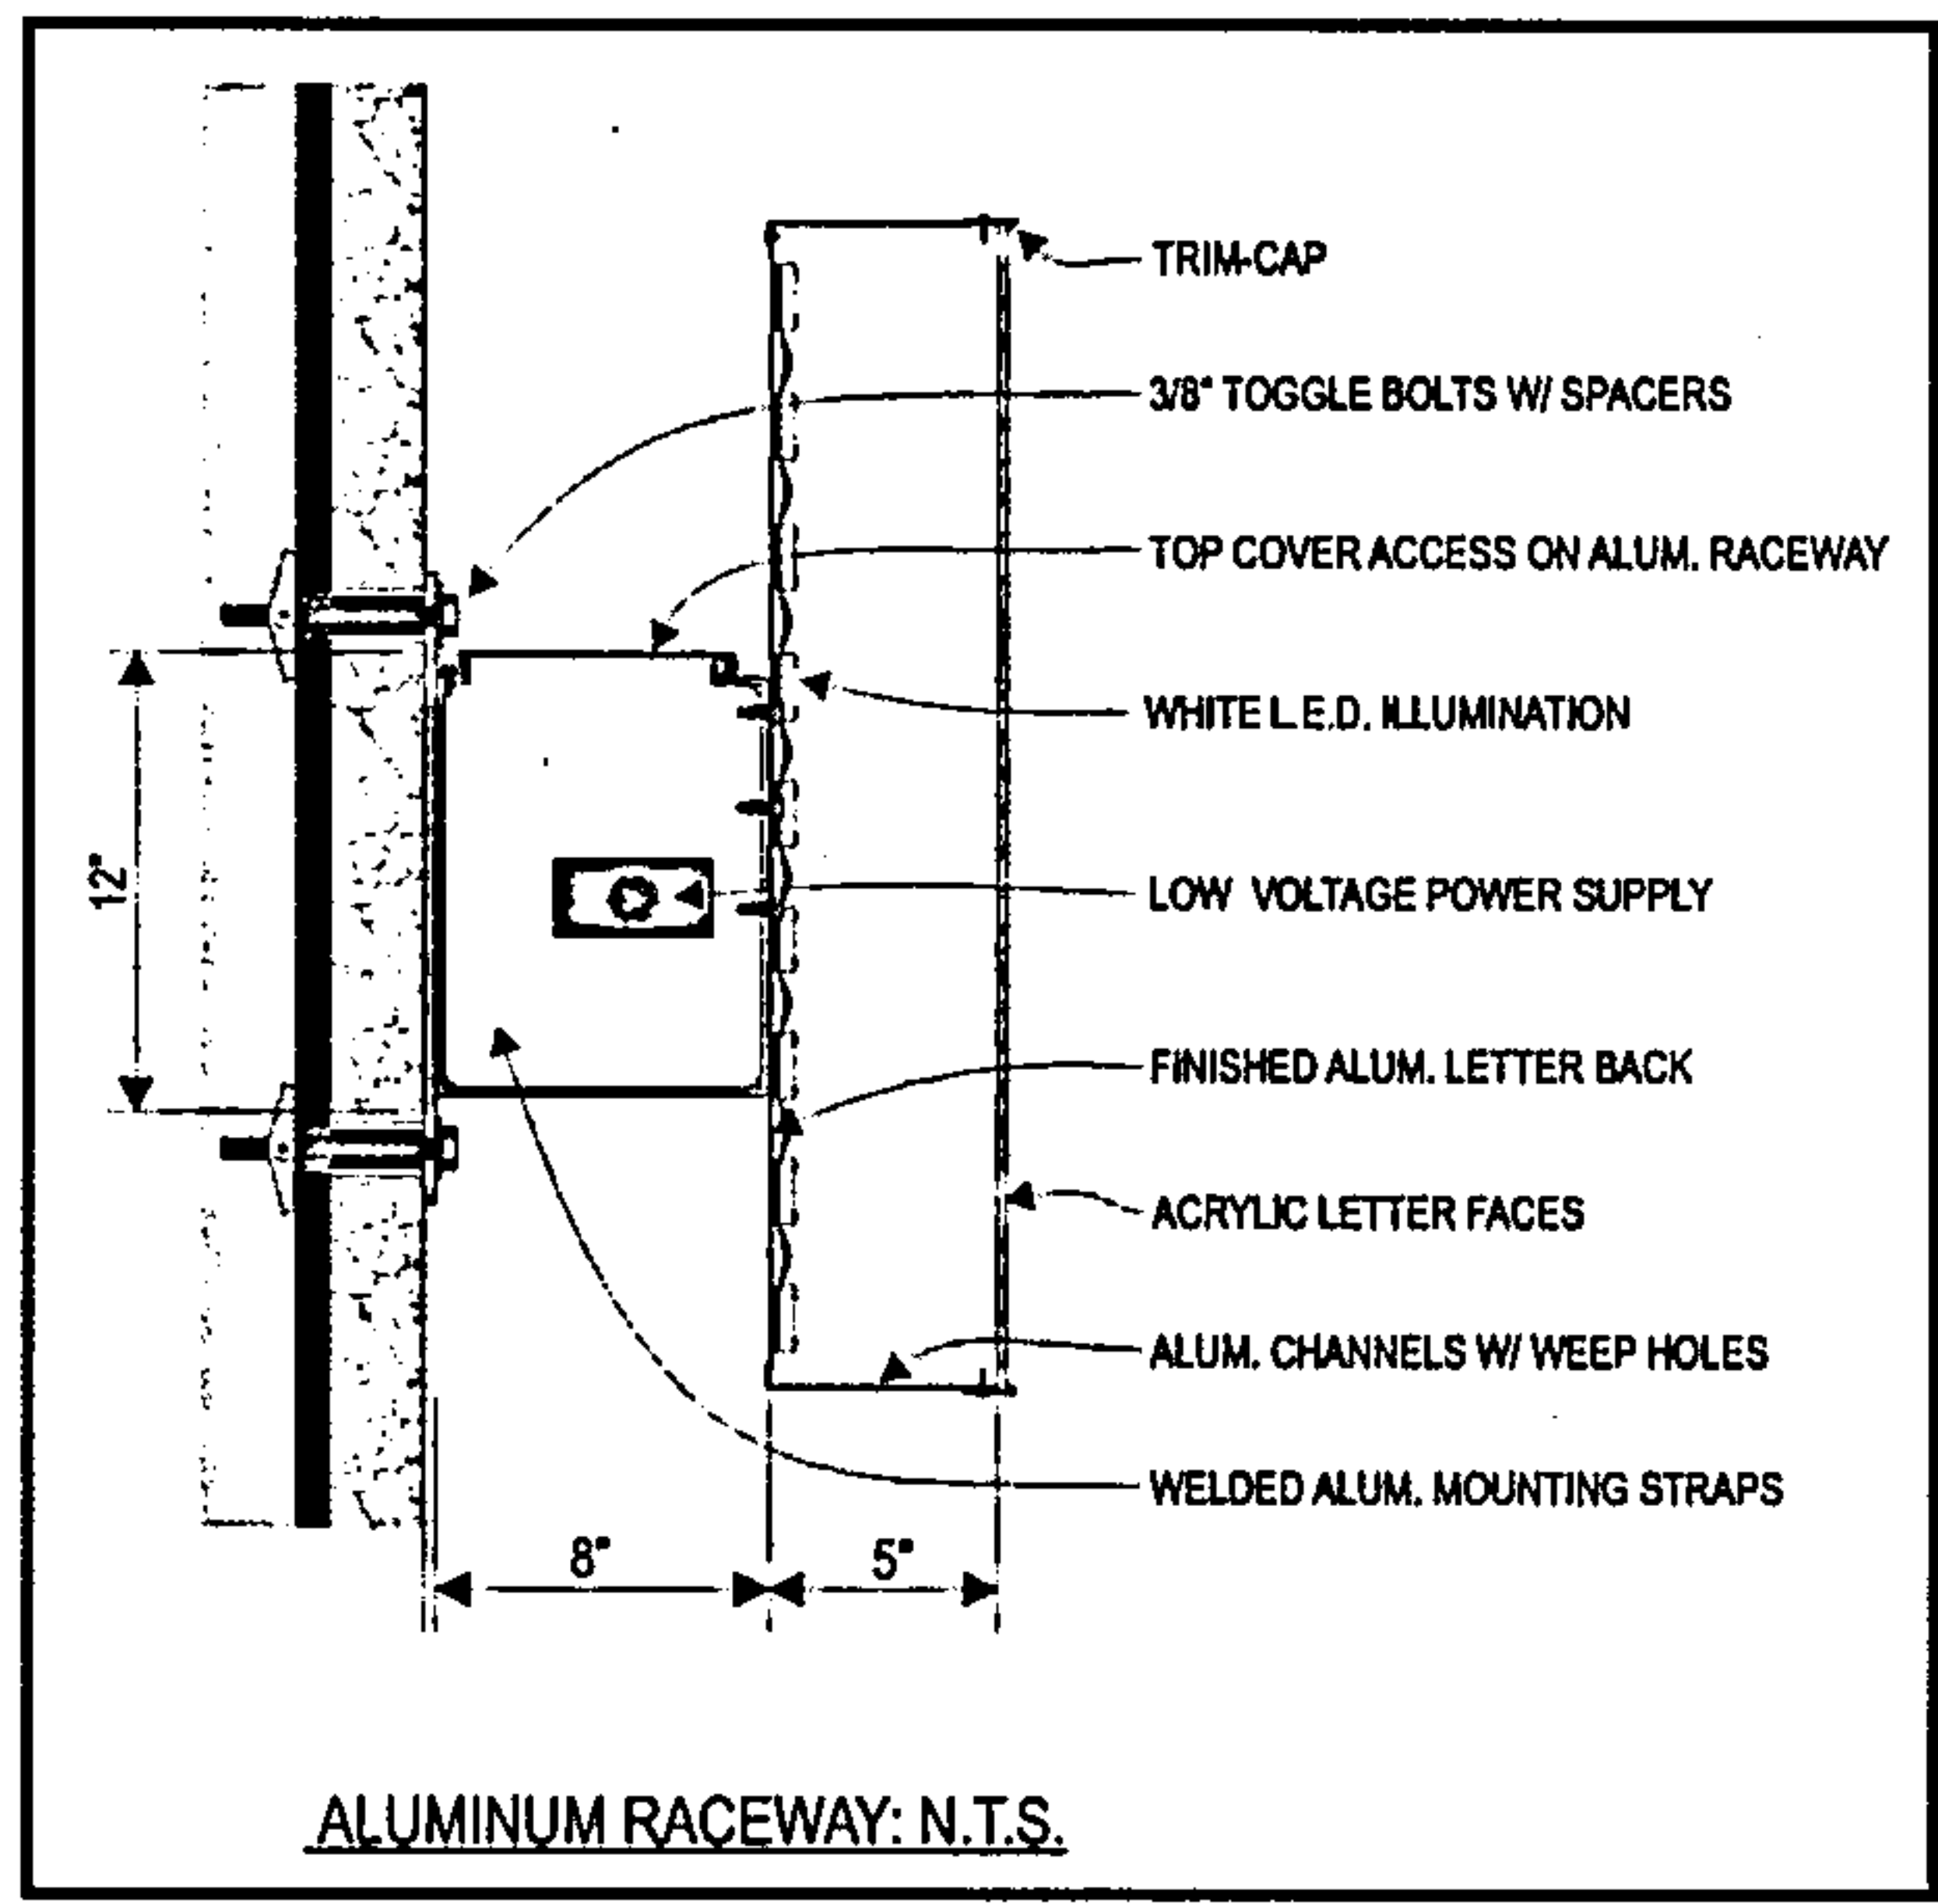 TRIM-CAP
3/8" TOGGLE BOLTS W/ SPACERS
TOP COVER ACCESS ON ALUM. RACEWAY
WHITE L.E.D. ILLUMINATION
12"
LOW VOLTAGE POWER SUPPLY
FINISHED ALUM. LETTER BACK
ACRYLIC LETTER FACES
ALUM. CHANNELS W/ WEEP HOLES
WELDED ALUM. MOUNTING STRAPS
8"
5"
ALUMINUM RACEWAY: N.T.S.